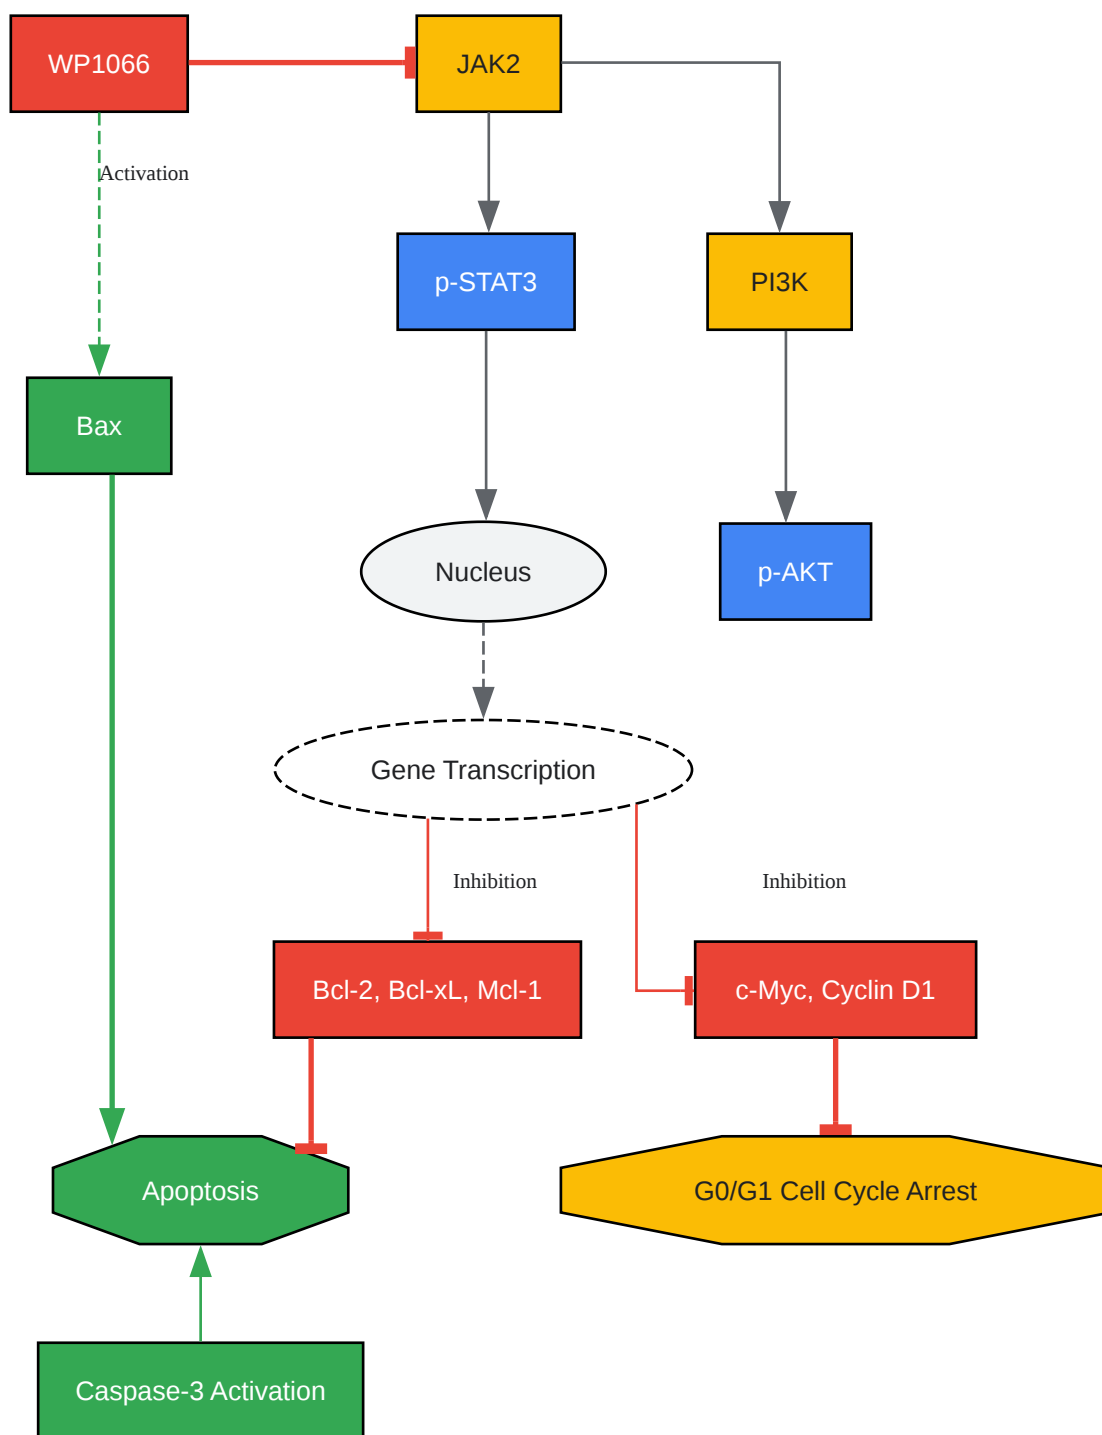 WP1066
JAK2
Activation
p-STAT3
PI3K
Bax
Nucleus
p-AKT
Gene Transcription
Inhibition
Inhibition
Bcl-2, Bcl-xL, Mcl-1
c-Myc, Cyclin D1
Apoptosis
G0/G1 Cell Cycle Arrest
Caspase-3 Activation